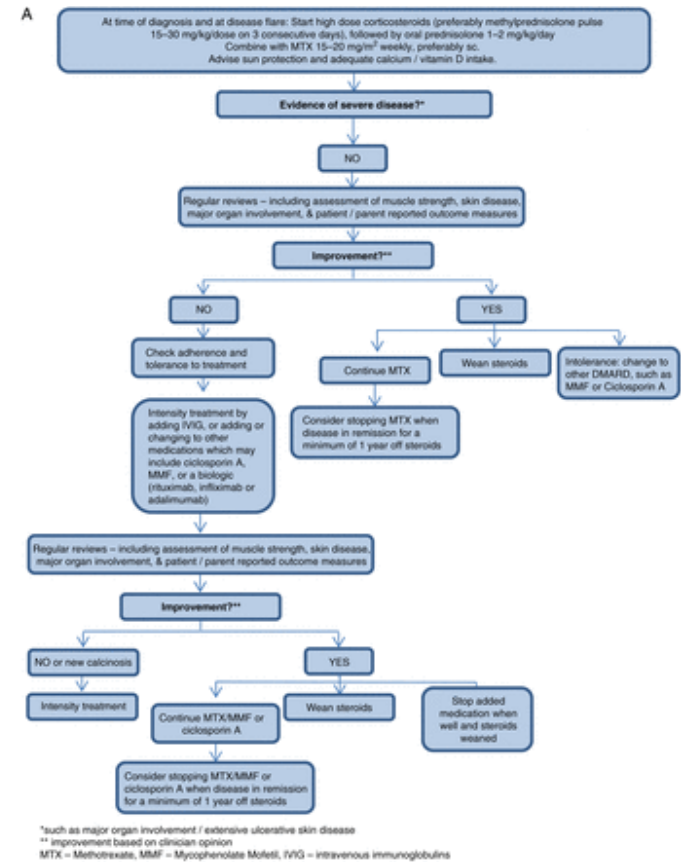 A
At time of diagnosis and at disease flare: Start high dose corticosteroids (preferably methylprednisolone pulse
15–30 mg/kg/dose on 3 consecutive days), followed by oral prednisolone 1–2 mg/kg/day
Combine with MTX 15–20 mg/m² weekly, preferably sc.
Advise sun protection and adequate calcium / vitamin D intake.
Evidence of severe disease?*
NO
Regular reviews – including assessment of muscle strength, skin disease,
major organ involvement, & patient / parent reported outcome measures
Improvement?**
NO
YES
Check adherence and
tolerance to treatment
Continue MTX
Wean steroids
Intolerance: change to
other DMARD, such as
MMF or Ciclosporin A
Intensity treatment by
adding IVIG, or adding or
changing to other
medications which may
include ciclosporin A,
MMF, or a biologic
(rituximab, infliximab or
adalimumab)
Consider stopping MTX when
disease in remission for a
minimum of 1 year off steroids
Regular reviews – including assessment of muscle strength, skin disease,
major organ involvement, & patient / parent reported outcome measures
Improvement?**
NO or new calcinosis
YES
Intensity treatment
Continue MTX/MMF or
ciclosporin A
Wean steroids
Stop added
medication when
well and steroids
weaned
Consider stopping MTX/MMF or
ciclosporin A when disease in remission
for a minimum of 1 year off steroids
*such as major organ involvement / extensive ulcerative skin disease
** improvement based on clinician opinion
MTX – Methotrexate, MMF – Mycophenolate Mofetil, IVIG – intravenous immunoglobulins